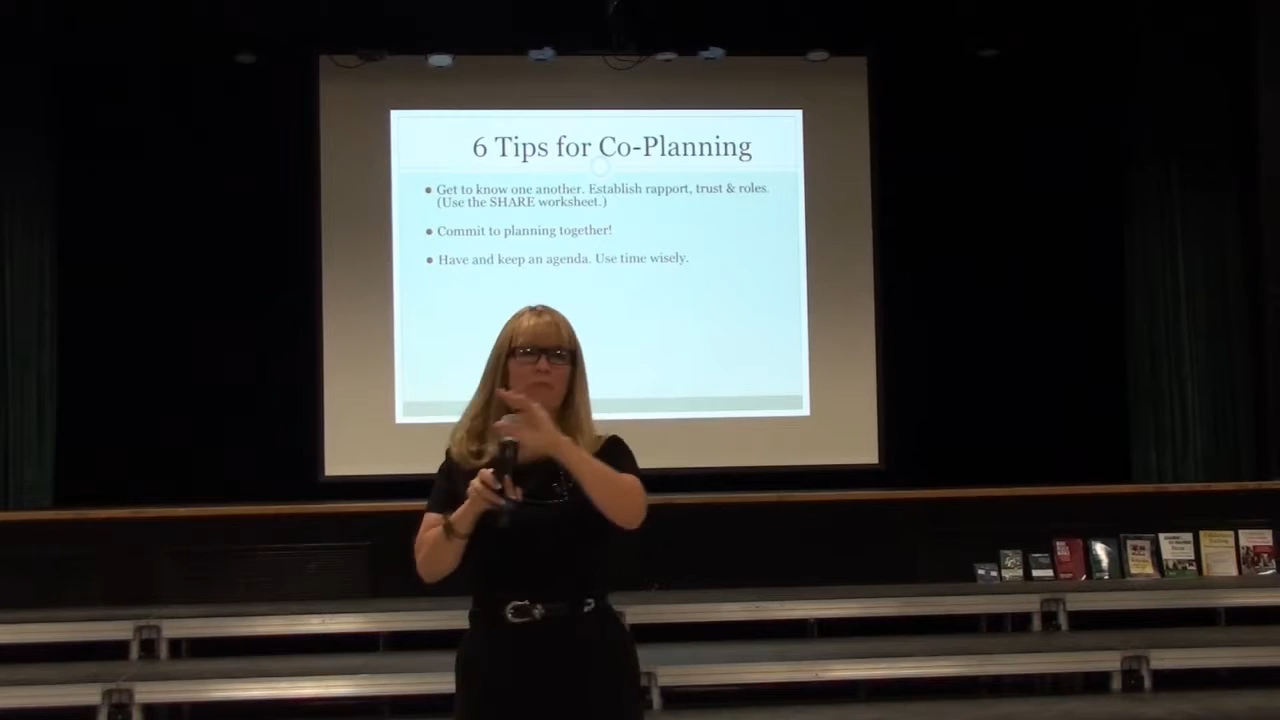 6 Tips for Co-Planning
Get to know one another. Establish rapport, trust & roles.
(Use the SHARE worksheet.)
Commit to planning together!
Have and keep an agenda. Use time wisely.